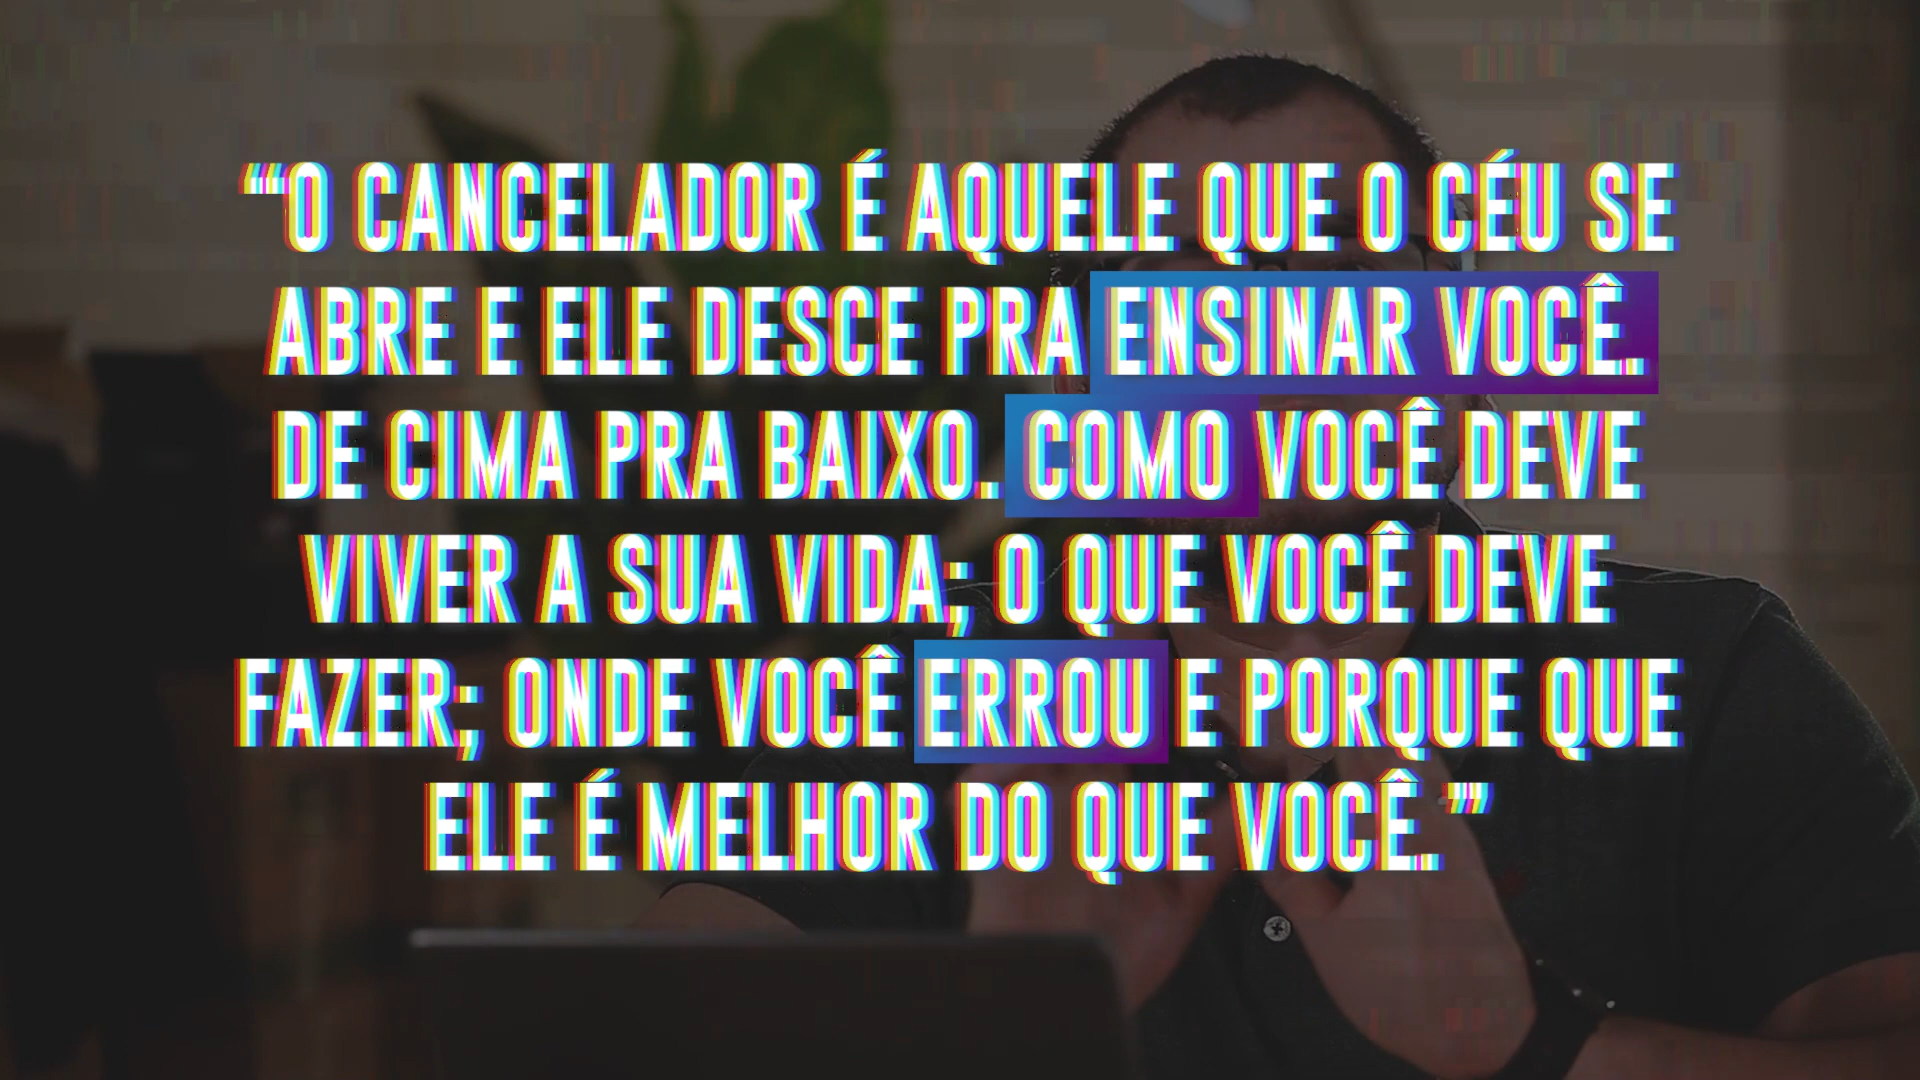 “O CANCELADOR É AQUELE QUE O CÉU SE
ABRE E ELE DESCE PRA ENSINAR VOCÊ.
DE CIMA PRA BAIXO. COMO VOCÊ DEVE
VIVER A SUA VIDA; O QUE VOCÊ DEVE
FAZER; ONDE VOCÊ ERROU E PORQUE QUE
ELE É MELHOR DO QUE VOCÊ.”